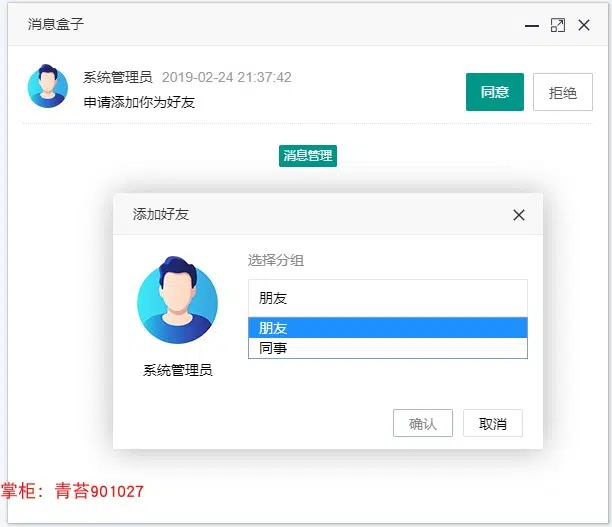 消息盒子
系统管理员 2019-02-24 21:37:42
申请添加你为好友
同意 拒绝
消息管理
添加好友
选择分组
朋友
朋友
同事
系统管理员
确认 取消
掌柜：青苔901027